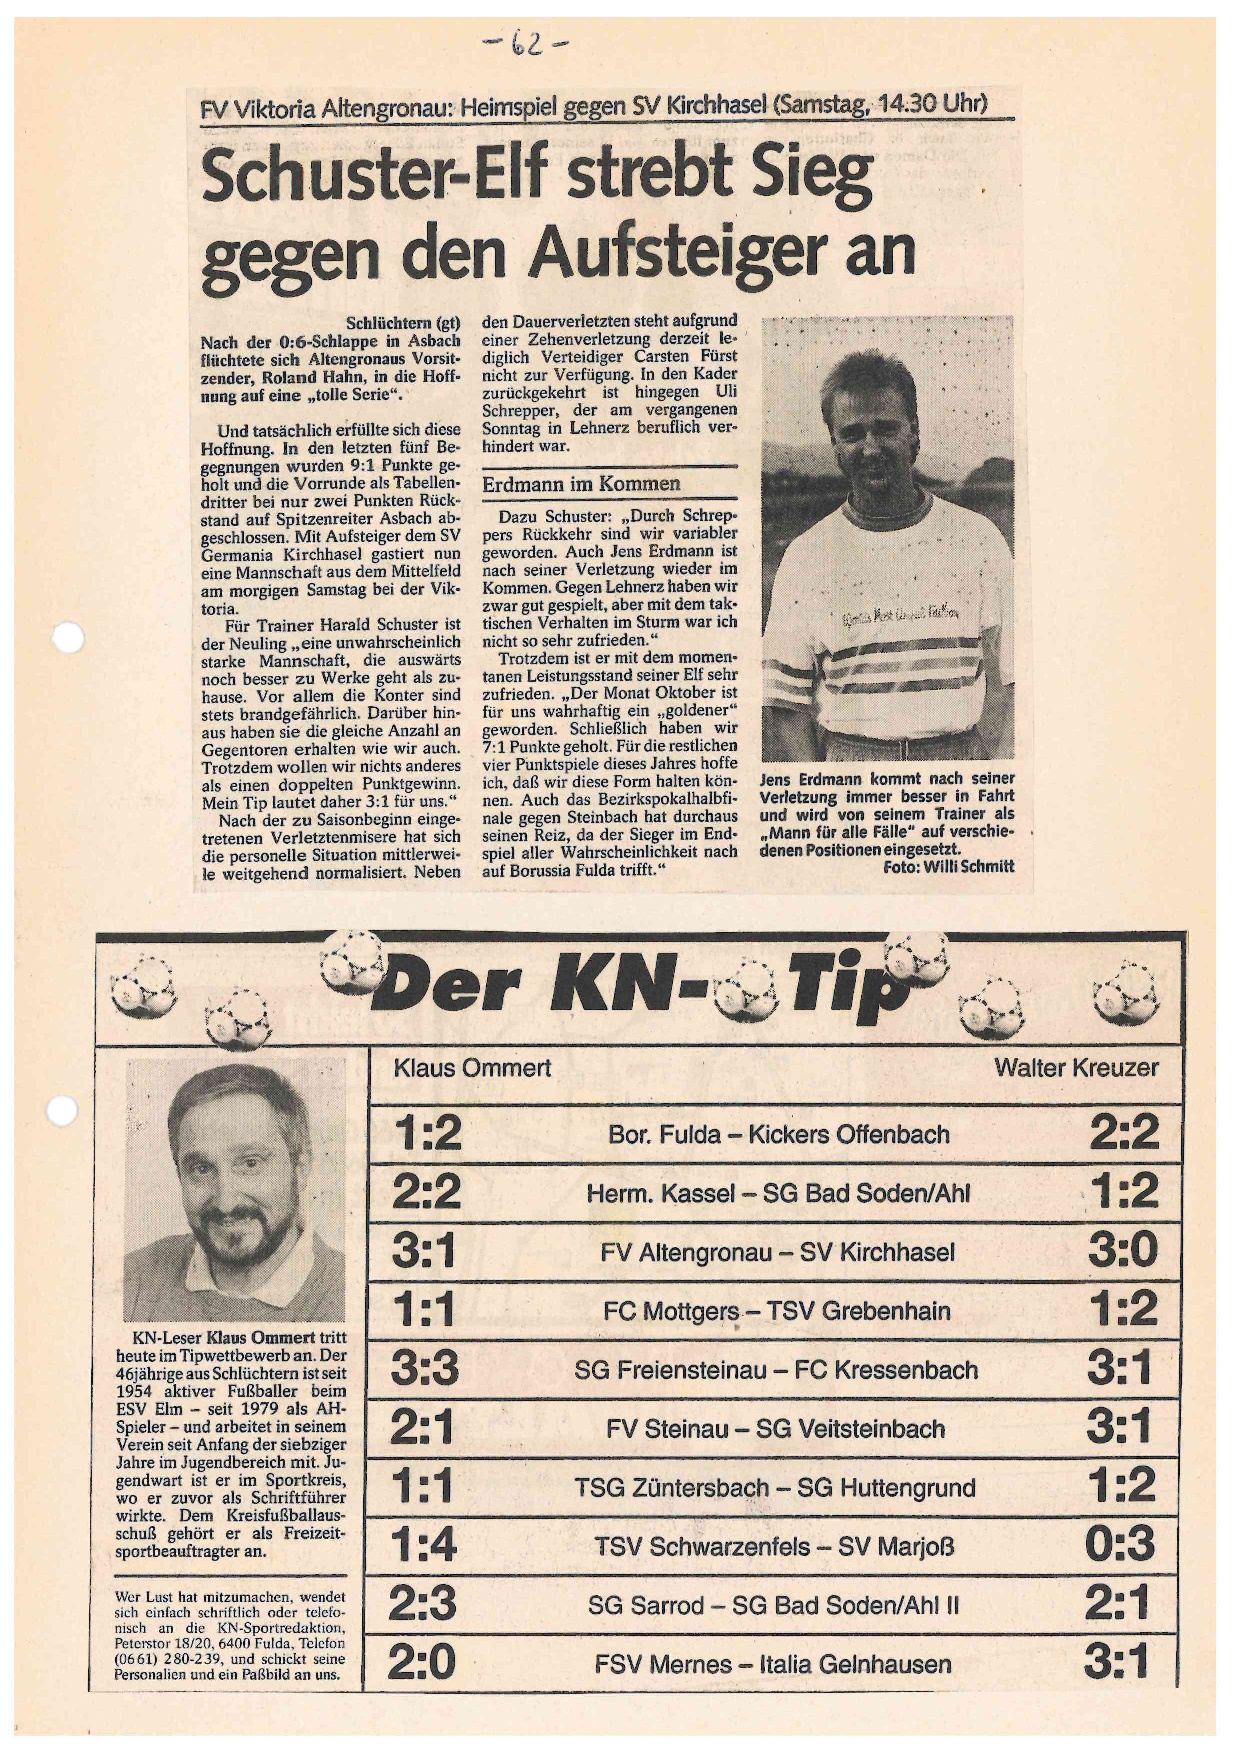 -62-
FV Viktoria Altengronau: Heimspiel gegen SV Kirchhasel (Samstag, 14.30 Uhr)
Schuster-Elf strebt Sieg
gegen den Aufsteiger an
Schlüchtern (gt)
Nach der 0:6-Schlappe in Asbach
flüchtete sich Altengronaus Vorsit-
zender, Roland Hahn, in die Hoff-
nung auf eine „tolle Serie“.
Und tatsächlich erfüllte sich diese
Hoffnung. In den letzten fünf Be-
gegnungen wurden 9:1 Punkte ge-
holt und die Vorrunde als Tabellen-
dritter bei nur zwei Punkten Rück-
stand auf Spitzenreiter Asbach ab-
geschlossen. Mit Aufsteiger dem SV
Germania Kirchhasel gastiert nun
eine Mannschaft aus dem Mittelfeld
am morgigen Samstag bei der Vik-
toria.
Für Trainer Harald Schuster ist
der Neuling „eine unwahrscheinlich
starke Mannschaft, die auswärts
noch besser zu Werke geht als zu-
hause. Vor allem die Konter sind
stets brandgefährlich. Darüber hin-
aus haben sie die gleiche Anzahl an
Gegentoren erhalten wie wir auch.
Trotzdem wollen wir nichts anderes
als einen doppelten Punktgewinn.
Mein Tip lautet daher 3:1 für uns.“
Nach der zu Saisonbeginn einge-
tretenen Verletztenmisere hat sich
die personelle Situation mittlerwei-
le weitgehend normalisiert. Neben
den Dauerverletzten steht aufgrund
einer Zehenverletzung derzeit le-
diglich Verteidiger Carsten Fürst
nicht zur Verfügung. In den Kader
zurückgekehrt ist hingegen Uli
Schrepper, der am vergangenen
Sonntag in Lehnerz beruflich ver-
hindert war.
Erdmann im Kommen
Dazu Schuster: „Durch Schrep-
pers Rückkehr sind wir variabler
geworden. Auch Jens Erdmann ist
nach seiner Verletzung wieder im
Kommen. Gegen Lehnerz haben wir
zwar gut gespielt, aber mit dem tak-
tischen Verhalten im Sturm war ich
nicht so sehr zufrieden.“
Trotzdem ist er mit dem momen-
tanen Leistungsstand seiner Elf sehr
zufrieden. „Der Monat Oktober ist
für uns wahrhaftig ein „goldener“
geworden. Schließlich haben wir
7:1 Punkte geholt. Für die restlichen
vier Punktspiele dieses Jahres hoffe
ich, daß wir diese Form halten kön-
nen. Auch das Bezirkspokalhalbfi-
nale gegen Steinbach hat durchaus
seinen Reiz, da der Sieger im End-
spiel aller Wahrscheinlichkeit nach
auf Borussia Fulda trifft.“
Jens Erdmann kommt nach seiner
Verletzung immer besser in Fahrt
und wird von seinem Trainer als
„Mann für alle Fälle“ auf verschie-
denen Positionen eingesetzt.
Foto: Willi Schmitt
Der KN-Tip
KN-Leser Klaus Ommert tritt
heute im Tipwettbewerb an. Der
46jährige aus Schlüchtern ist seit
1954 aktiver Fußballer beim
ESV Elm – seit 1979 als AH-
Spieler – und arbeitet in seinem
Verein seit Anfang der siebziger
Jahre im Jugendbereich mit. Ju-
gendwart ist er im Sportkreis,
wo er zuvor als Schriftführer
wirkte. Dem Kreisfußballaus-
schuß gehört er als Freizeit-
sportbeauftragter an.
Wer Lust hat mitzumachen, wendet
sich einfach schriftlich oder telefo-
nisch an die KN-Sportredaktion,
Peterstor 18/20, 6400 Fulda, Telefon
(0661) 280-239, und schickt seine
Personalien und ein Paßbild an uns.
Klaus Ommert Walter Kreuzer
1:2 Bor. Fulda – Kickers Offenbach 2:2
2:2 Herm. Kassel – SG Bad Soden/Ahl 1:2
3:1 FV Altengronau – SV Kirchhasel 3:0
1:1 FC Mottgers – TSV Grebenhain 1:2
3:3 SG Freiensteinau – FC Kressenbach 3:1
2:1 FV Steinau – SG Veitsteinbach 3:1
1:1 TSG Züntersbach – SG Huttengrund 1:2
1:4 TSV Schwarzenfels – SV Marjoß 0:3
2:3 SG Sarrod – SG Bad Soden/Ahl II 2:1
2:0 FSV Mernes – Italia Gelnhausen 3:1